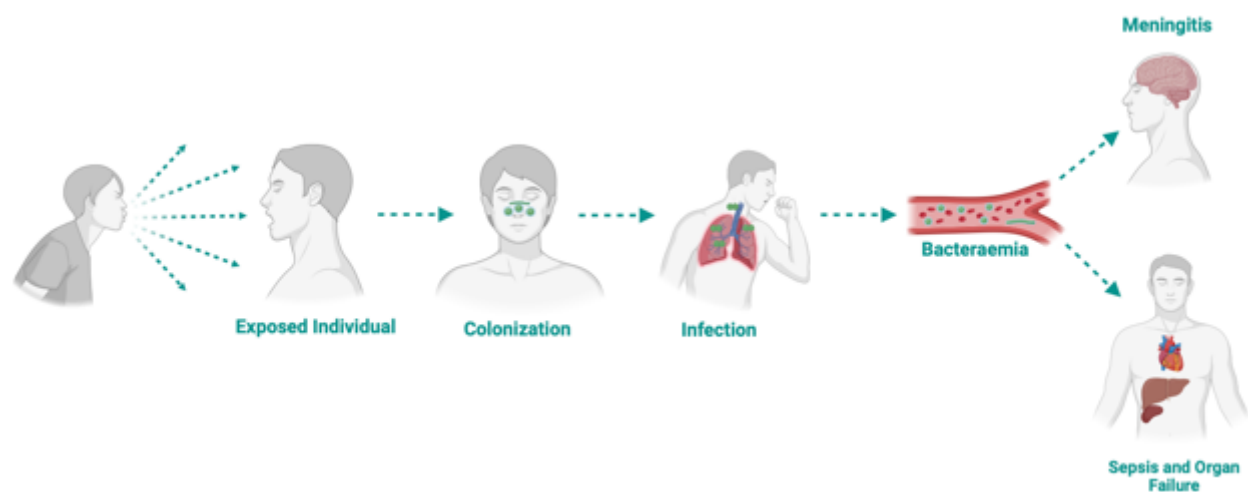 Meningitis
Exposed Individual
Colonization
Infection
Bacteraemia
Sepsis and Organ
Failure